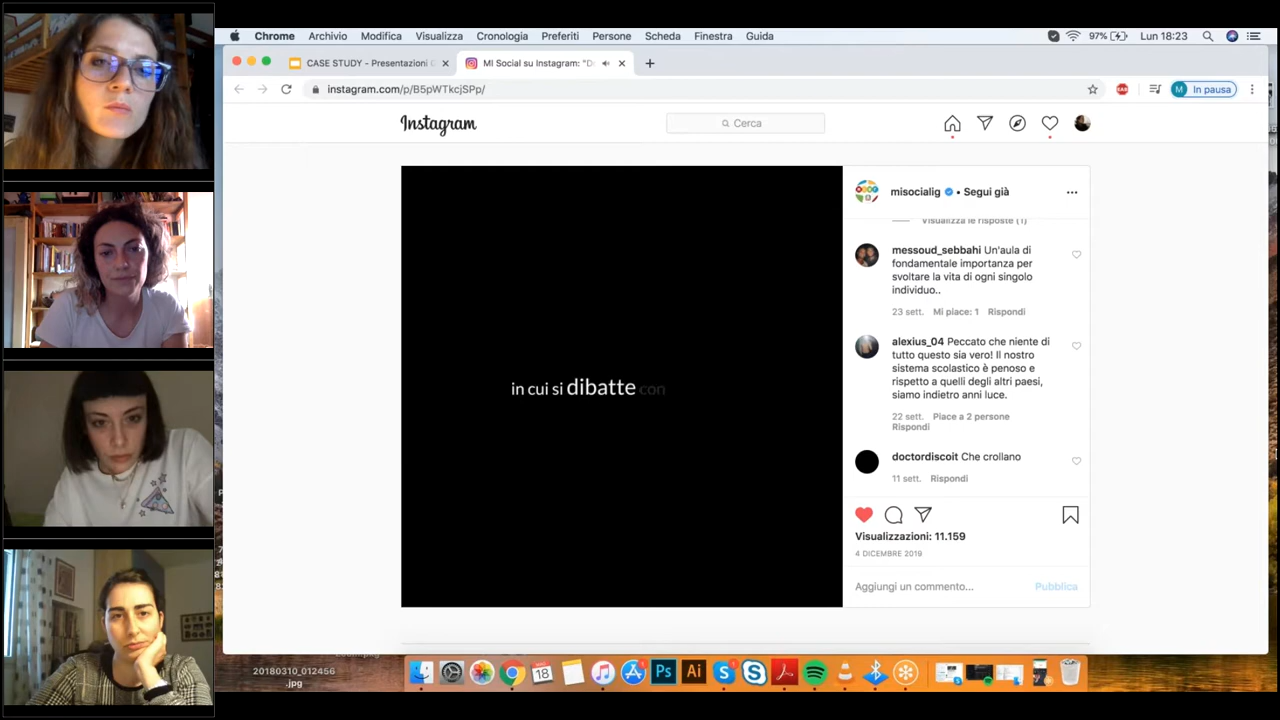 Chrome Archivio Modifica Visualizza Cronologia Preferiti Persone Scheda Finestra Guida 97% Lun 18:23
CASE STUDY - Presentazioni MI Social su Instagram: "D
instagram.com/p/B5pWTkcjSPp/ M In pausa
Instagram Cerca
misocialig • Segui già
Visualizza le risposte (1)
messoud_sebbahi Un'aula di
fondamentale importanza per
svoltare la vita di ogni singolo
individuo..
23 sett. Mi piace: 1 Rispondi
alexius_04 Peccato che niente di
tutto questo sia vero! Il nostro
sistema scolastico è penoso e
rispetto a quelli degli altri paesi,
siamo indietro anni luce.
22 sett. Piace a 2 persone
Rispondi
in cui si dibatte con
doctordiscoit Che crollano
11 sett. Rispondi
Visualizzazioni: 11.159
4 DICEMBRE 2019
Aggiungi un commento... Pubblica
20180310_012456
.jpg
18 Ps Ai